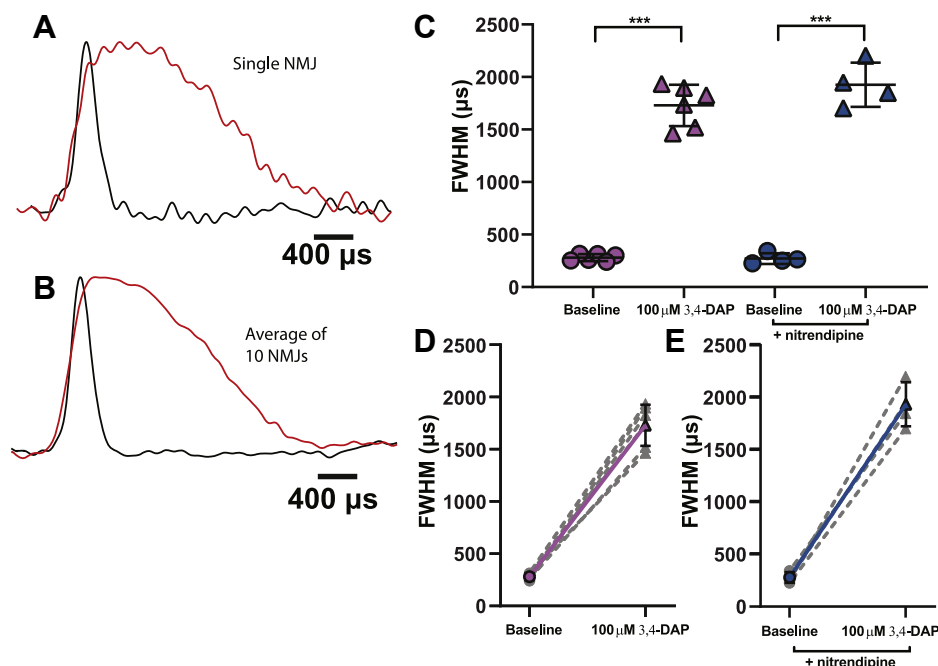 A
Single NMJ
400 µs
B
Average of
10 NMJs
400 µs
C
FWHM (µs)
2500
2000
1500
1000
500
0
***
***
Baseline
100 µM 3,4-DAP
Baseline
100 µM 3,4-DAP
+ nitrendipine
D
FWHM (µs)
2500
2000
1500
1000
500
0
Baseline
100 µM 3,4-DAP
E
FWHM (µs)
2500
2000
1500
1000
500
0
Baseline
100 µM 3,4-DAP
+ nitrendipine